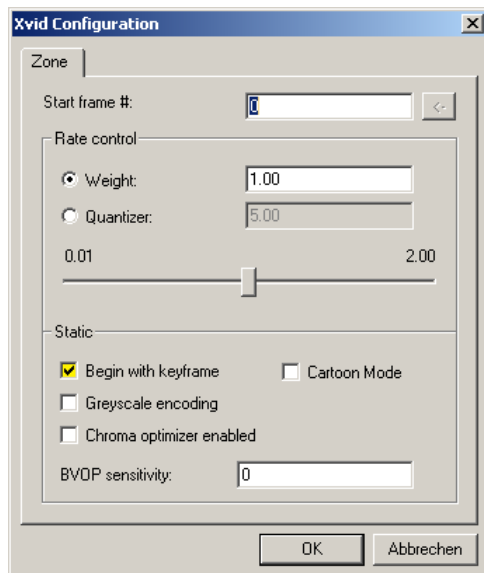 Xvid Configuration
Zone
Start frame #: 0 <-
Rate control
Weight: 1.00
Quantizer: 5.00
0.01 2.00
Static
Begin with keyframe Cartoon Mode
Greyscale encoding
Chroma optimizer enabled
BVOP sensitivity: 0
OK Abbrechen